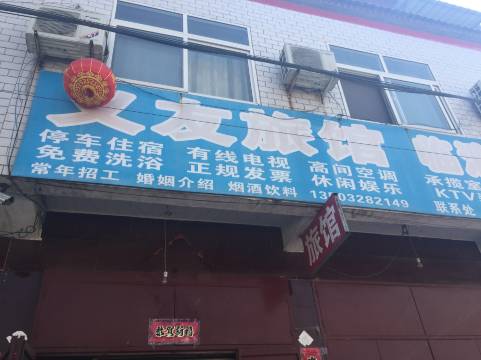 义友旅馆
停车住宿 有线电视 高间空调 承揽
免费洗浴 正规发票 休闲娱乐 KTV
常年招工 婚姻介绍 烟酒饮料 联系处
旅馆